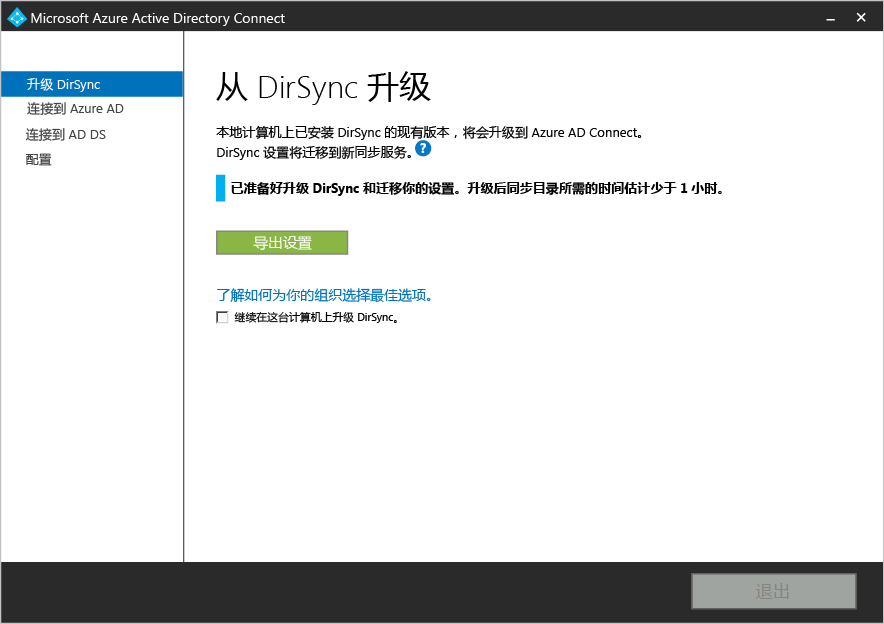 Microsoft Azure Active Directory Connect
升级 DirSync
连接到 Azure AD
连接到 AD DS
配置
从 DirSync 升级
本地计算机上已安装 DirSync 的现有版本，将会升级到 Azure AD Connect。
DirSync 设置将迁移到新同步服务。?
已准备好升级 DirSync 和迁移你的设置。升级后同步目录所需的时间估计少于 1 小时。
导出设置
了解如何为你的组织选择最佳选项。
继续在这台计算机上升级 DirSync。
退出